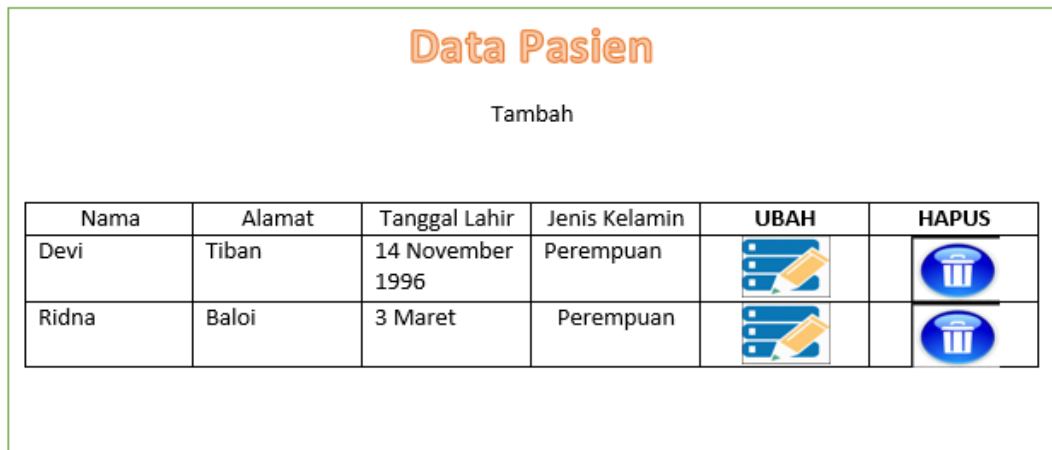 Data Pasien
Tambah
Nama Alamat Tanggal Lahir Jenis Kelamin UBAH HAPUS
Devi Tiban 14 November Perempuan
1996
Ridna Baloi 3 Maret Perempuan